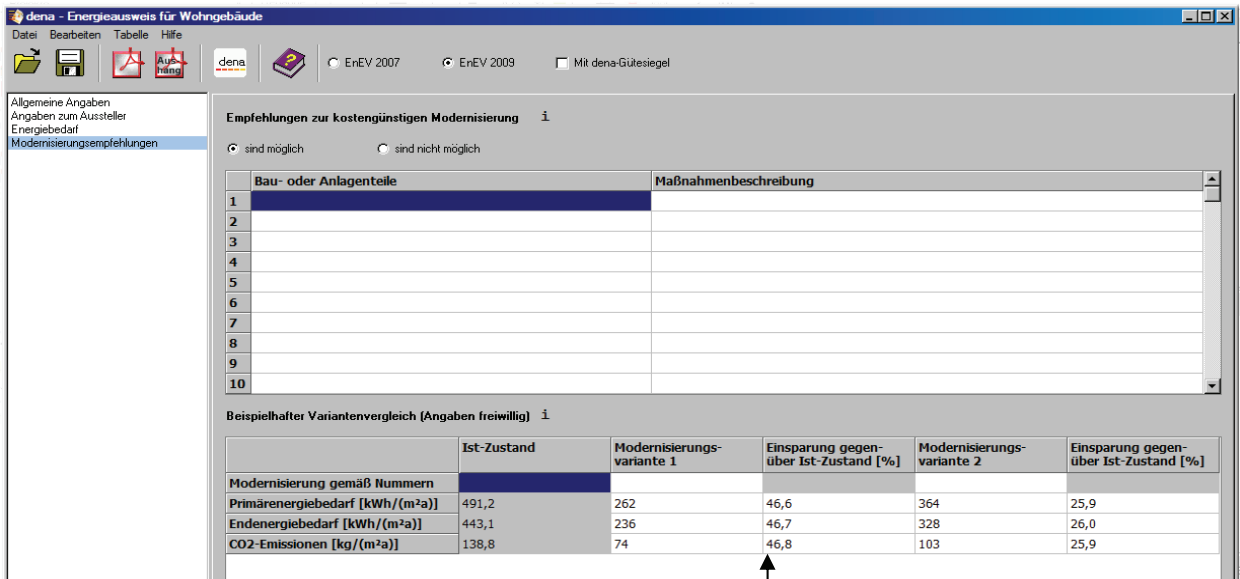 dena - Energieausweis für Wohngebäude
Datei Bearbeiten Tabelle Hilfe
Aus- häng dena EnEV 2007 EnEV 2009 Mit dena-Gütesiegel
Allgemeine Angaben
Angaben zum Aussteller
Energiebedarf
Modernisierungsempfehlungen
Empfehlungen zur kostengünstigen Modernisierung i
sind möglich sind nicht möglich
Bau- oder Anlagenteile Maßnahmenbeschreibung
1
2
3
4
5
6
7
8
9
10
Beispielhafter Variantenvergleich (Angaben freiwillig) i
Ist-Zustand Modernisierungs- variante 1 Einsparung gegen- über Ist-Zustand [%] Modernisierungs- variante 2 Einsparung gegen- über Ist-Zustand [%]
Modernisierung gemäß Nummern
Primärenergiebedarf [kWh/(m²a)] 491,2 262 46,6 364 25,9
Endenergiebedarf [kWh/(m²a)] 443,1 236 46,7 328 26,0
CO2-Emissionen [kg/(m²a)] 138,8 74 46,8 103 25,9